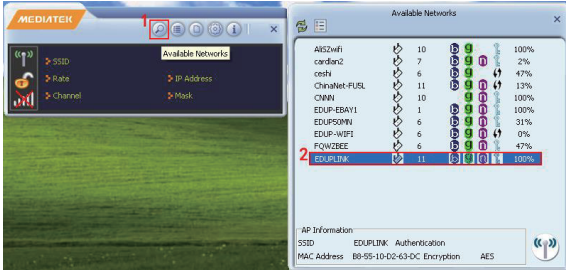 MEDIATEK
1
Available Networks
SSID
Rate
IP Address
Channel
Mask
Available Networks
AliSZwifi 10 b g 100%
cardlan2 7 b g n 2%
ceshi 6 b g 47%
ChinaNet-FUSL 11 b g n 13%
CNNN 10 g n 100%
EDUP-EBAY1 1 b g n 100%
EDUP50MN 6 b g n 31%
EDUP-WIFI 6 b g n 0%
FQWZBEE 6 b g n 47%
2 EDUPLINK 11 b g n 100%
AP Information
SSID EDUPLINK Authentication
MAC Address B8-55-10-D2-63-DC Encryption AES